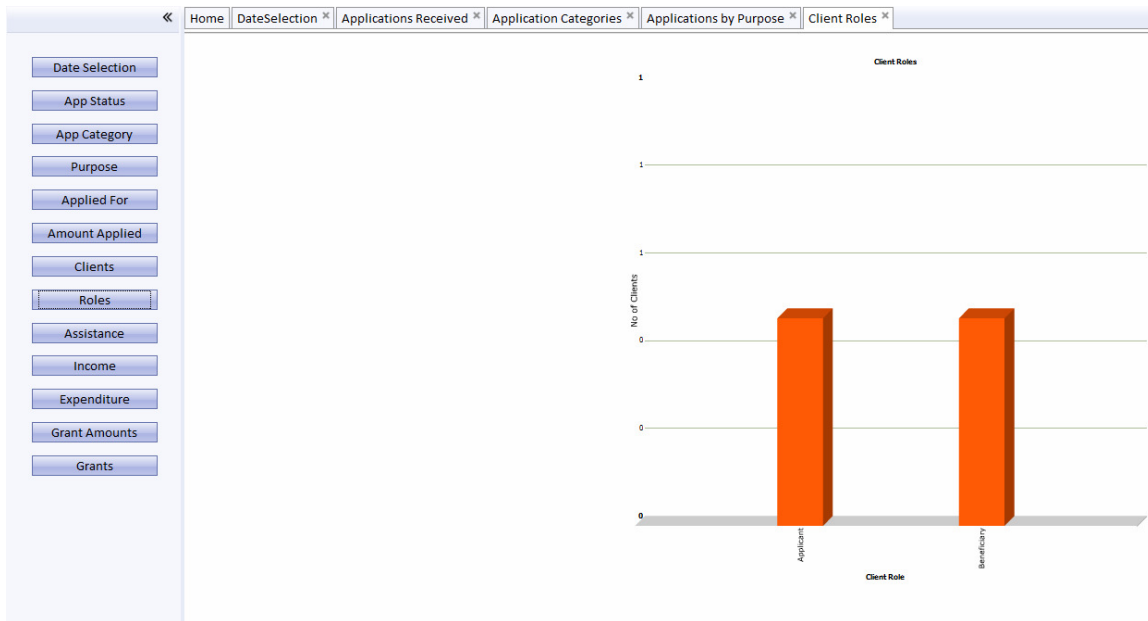 « Home DateSelection × Applications Received × Application Categories × Applications by Purpose × Client Roles ×
Date Selection
App Status
App Category
Purpose
Applied For
Amount Applied
Clients
Roles
Assistance
Income
Expenditure
Grant Amounts
Grants
Client Roles
1
1
1
0
0
0
No of Clients
Applicant
Beneficiary
Client Role